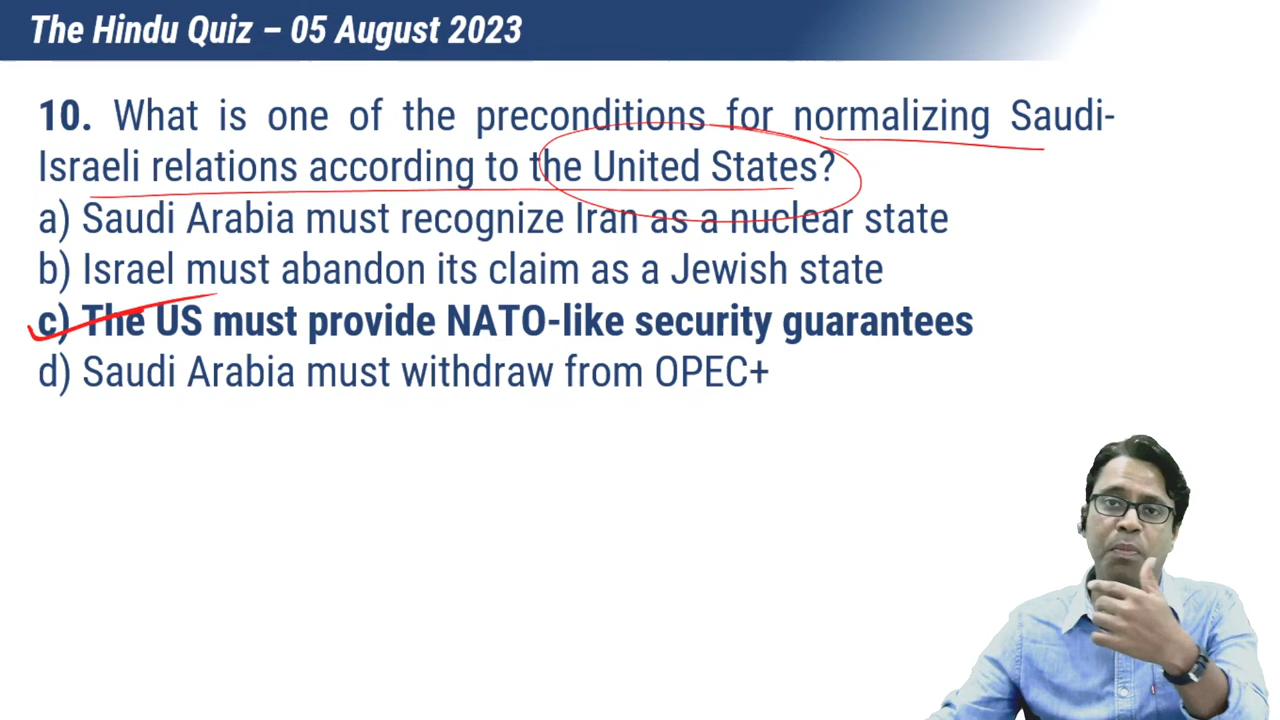 The Hindu Quiz – 05 August 2023
10. What is one of the preconditions for normalizing Saudi-
Israeli relations according to the United States?
a) Saudi Arabia must recognize Iran as a nuclear state
b) Israel must abandon its claim as a Jewish state
c) The US must provide NATO-like security guarantees
d) Saudi Arabia must withdraw from OPEC+